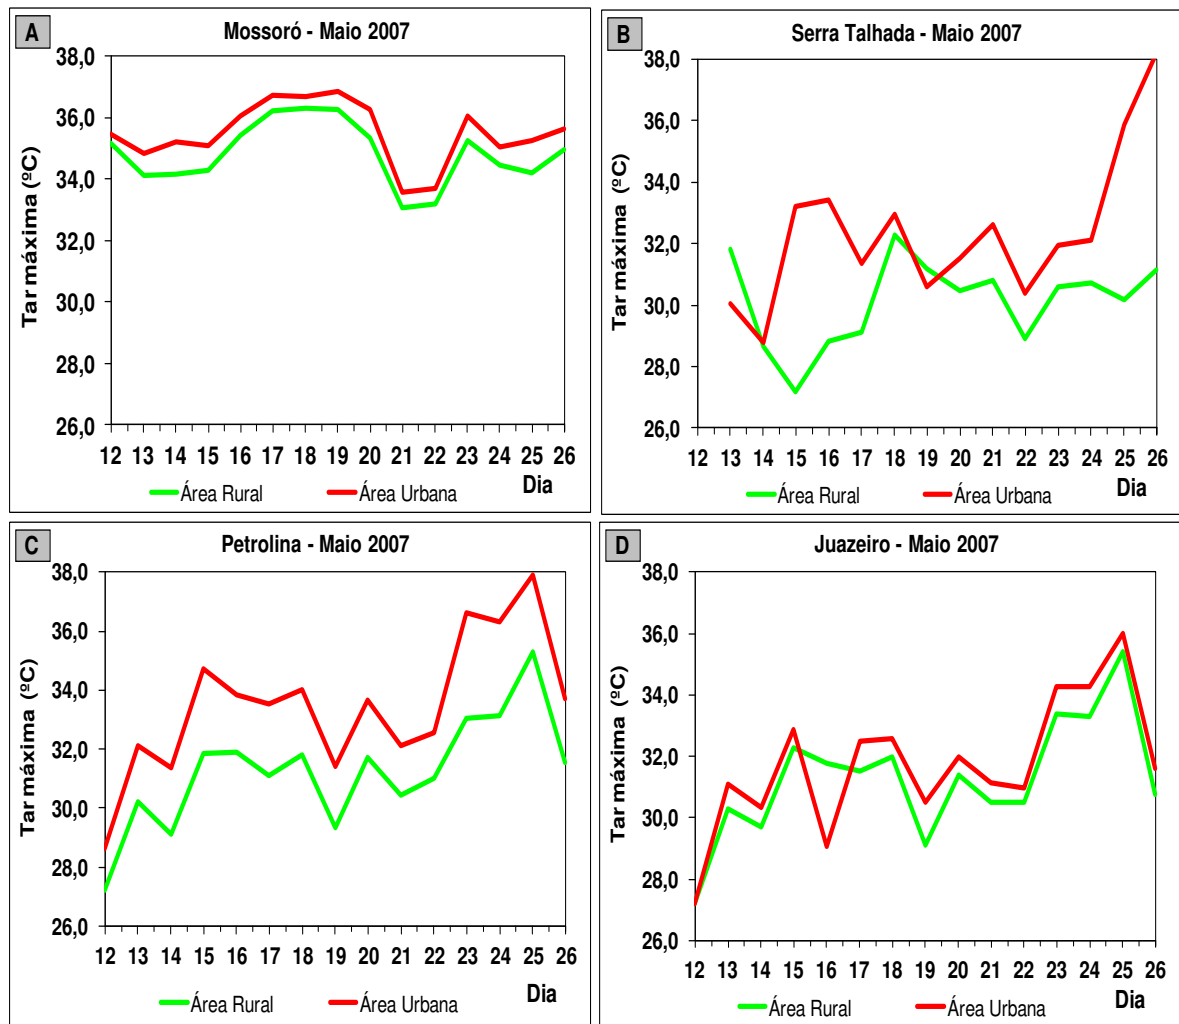 A
Mossoró - Maio 2007
Tar máxima (ºC)
38,0
36,0
34,0
32,0
30,0
28,0
26,0
12 13 14 15 16 17 18 19 20 21 22 23 24 25 26
Dia
Área Rural Área Urbana
B
Serra Talhada - Maio 2007
Tar máxima (ºC)
38,0
36,0
34,0
32,0
30,0
28,0
26,0
12 13 14 15 16 17 18 19 20 21 22 23 24 25 26
Dia
Área Rural Área Urbana
C
Petrolina - Maio 2007
Tar máxima (ºC)
38,0
36,0
34,0
32,0
30,0
28,0
26,0
12 13 14 15 16 17 18 19 20 21 22 23 24 25 26
Dia
Área Rural Área Urbana
D
Juazeiro - Maio 2007
Tar máxima (ºC)
38,0
36,0
34,0
32,0
30,0
28,0
26,0
12 13 14 15 16 17 18 19 20 21 22 23 24 25 26
Dia
Área Rural Área Urbana